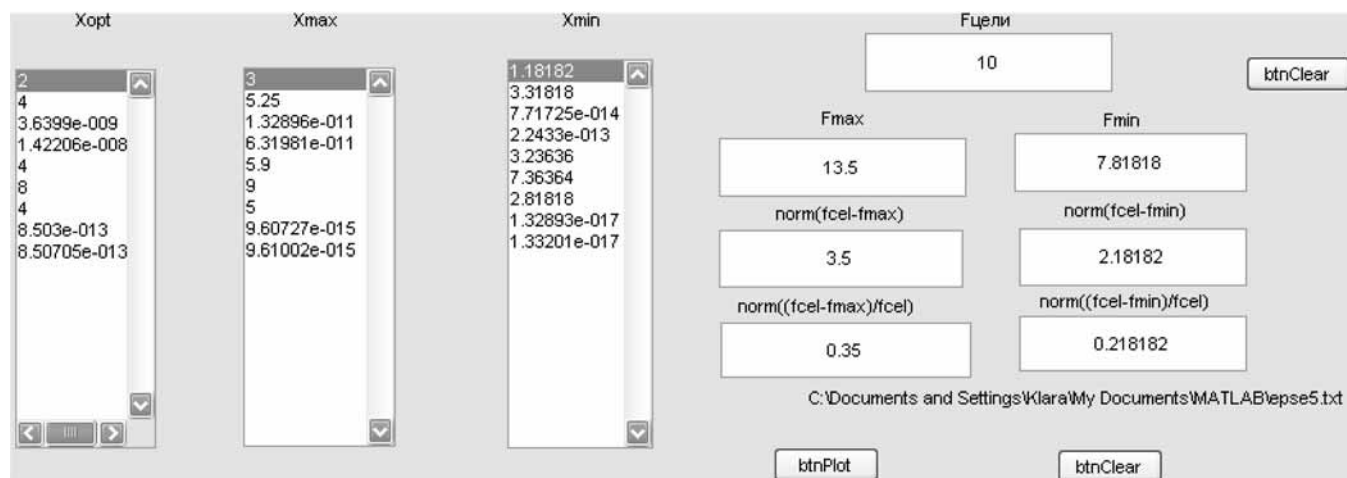 Xopt
2
4
3.6399e-009
1.42206e-008
4
8
4
8.503e-013
8.50705e-013
Xmax
3
5.25
1.32896e-011
6.31981e-011
5.9
9
5
9.60727e-015
9.61002e-015
Xmin
1.18182
3.31818
7.71725e-014
2.2433e-013
3.23636
7.36364
2.81818
1.32893e-017
1.33201e-017
Fцели
10
btnClear
Fmax
13.5
norm(fcel-fmax)
3.5
norm((fcel-fmax)/fcel)
0.35
Fmin
7.81818
norm(fcel-fmin)
2.18182
norm((fcel-fmin)/fcel)
0.218182
C:\Documents and Settings\Klara\My Documents\MATLAB\epse5.txt
btnPlot
btnClear